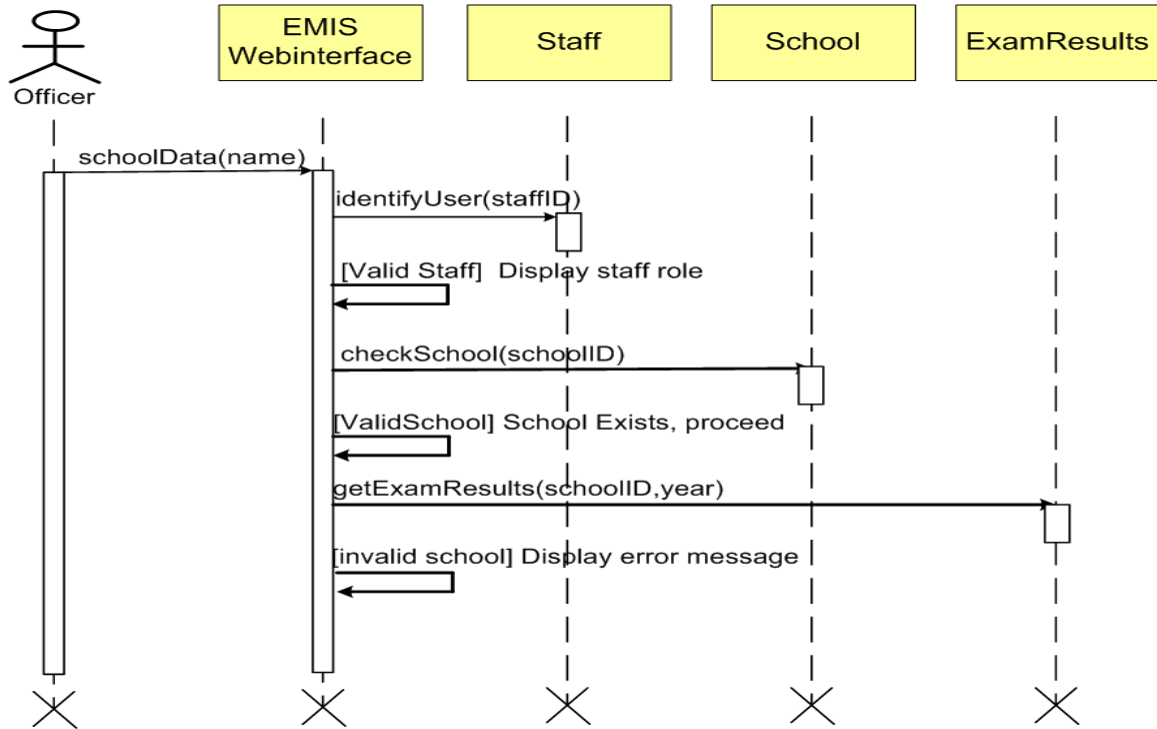 EMIS
Webinterface
Staff
School
ExamResults
Officer
schoolData(name)
identifyUser(staffID)
[Valid Staff]  Display staff role
checkSchool(schoolID)
[ValidSchool] School Exists, proceed
getExamResults(schoolID,year)
[invalid school] Display error message